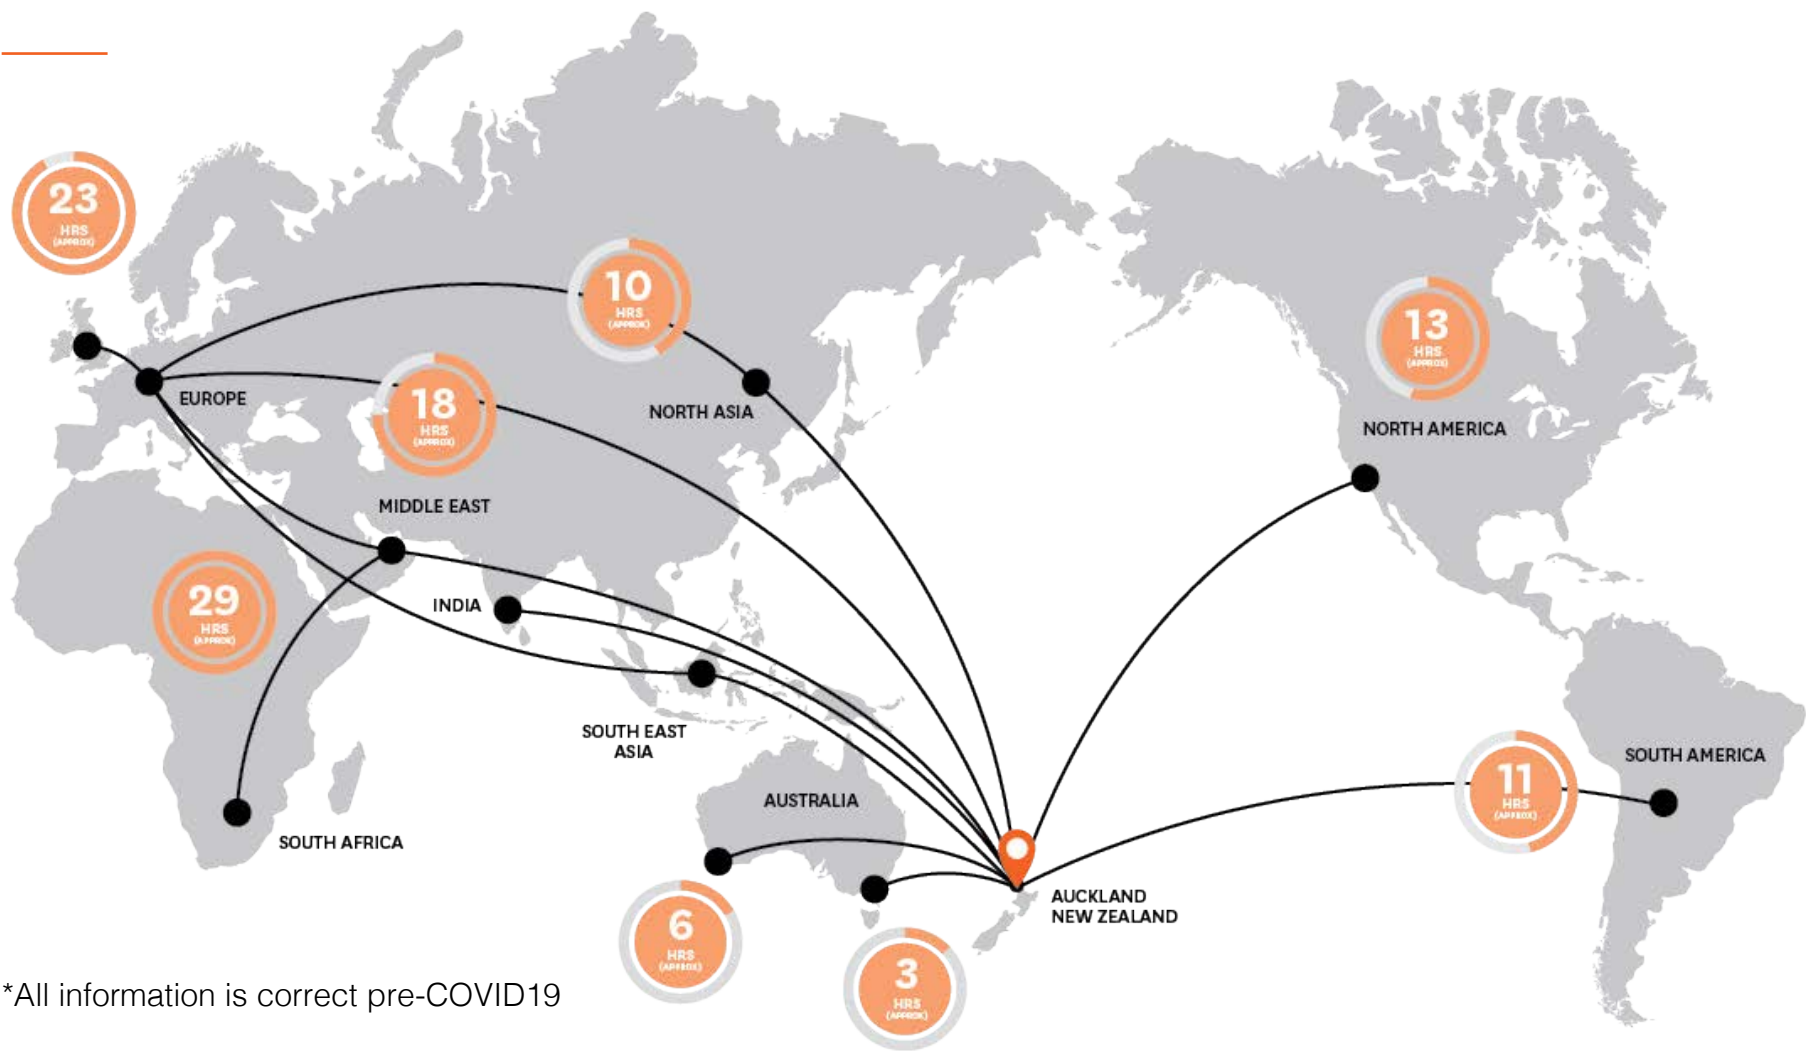 23
HRS
(APPROX)
10
HRS
(APPROX)
13
HRS
(APPROX)
18
HRS
(APPROX)
EUROPE
NORTH ASIA
NORTH AMERICA
MIDDLE EAST
29
HRS
(APPROX)
INDIA
SOUTH EAST
ASIA
SOUTH AMERICA
11
HRS
(APPROX)
AUSTRALIA
SOUTH AFRICA
AUCKLAND
NEW ZEALAND
6
HRS
(APPROX)
3
HRS
(APPROX)
*All information is correct pre-COVID19